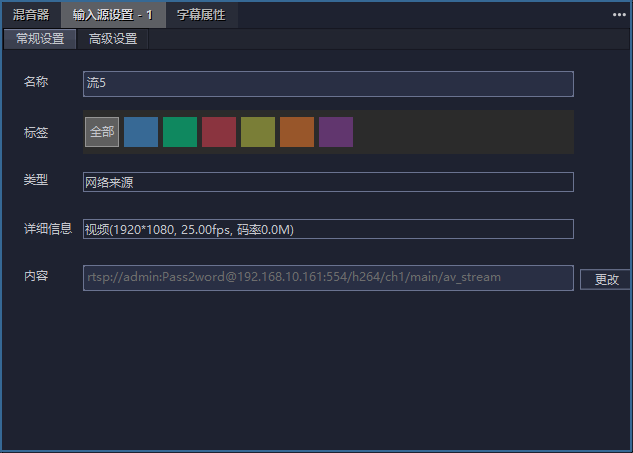 混音器 输入源设置 - 1 字幕属性 •••
常规设置 高级设置
名称 流5
标签 全部
类型 网络来源
详细信息 视频(1920*1080, 25.00fps, 码率0.0M)
内容 rtsp://admin:Pass2word@192.168.10.161:554/h264/ch1/main/av_stream 更改